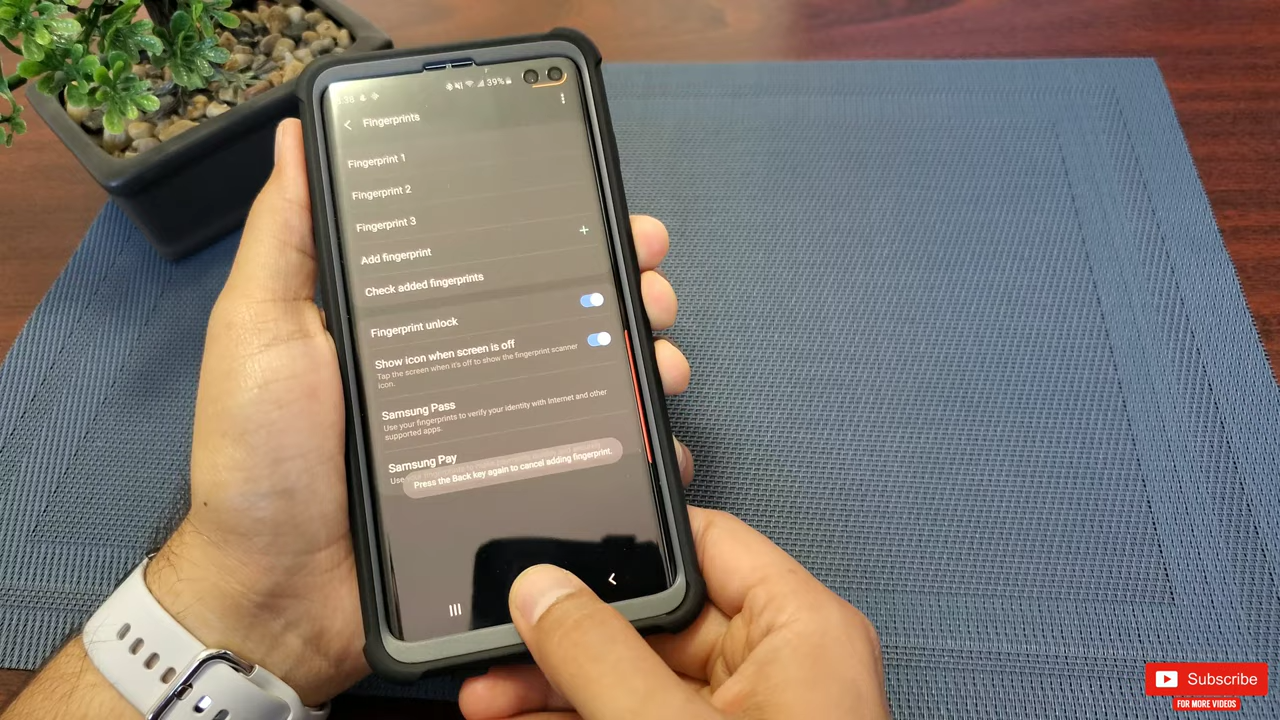 39%
Fingerprints
Fingerprint 1
Fingerprint 2
Fingerprint 3
Add fingerprint
Check added fingerprints
Fingerprint unlock
Show icon when screen is off
Tap the screen when it's off to show the fingerprint scanner
icon.
Samsung Pass
Use your fingerprints to verify your identity with Internet and other
supported apps.
Samsung Pay
Press the Back key again to cancel adding fingerprint.
Subscribe
FOR MORE VIDEOS